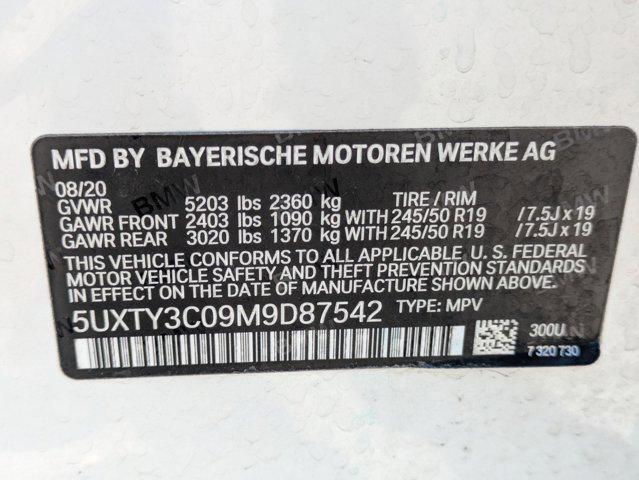 MFD BY BAYERISCHE MOTOREN WERKE AG
08/20
GVWR 5203 lbs 2360 kg TIRE / RIM
GAWR FRONT 2403 lbs 1090 kg WITH 245/50 R19 /7.5J x 19
GAWR REAR 3020 lbs 1370 kg WITH 245/50 R19 /7.5J x 19
THIS VEHICLE CONFORMS TO ALL APPLICABLE U. S. FEDERAL
MOTOR VEHICLE SAFETY AND THEFT PREVENTION
STANDARDS IN EFFECT ON THE DATE OF MANUFACTURE SHOWN ABOVE.
5UXTY3C09M9D87542 TYPE: MPV
300U
7 320 730